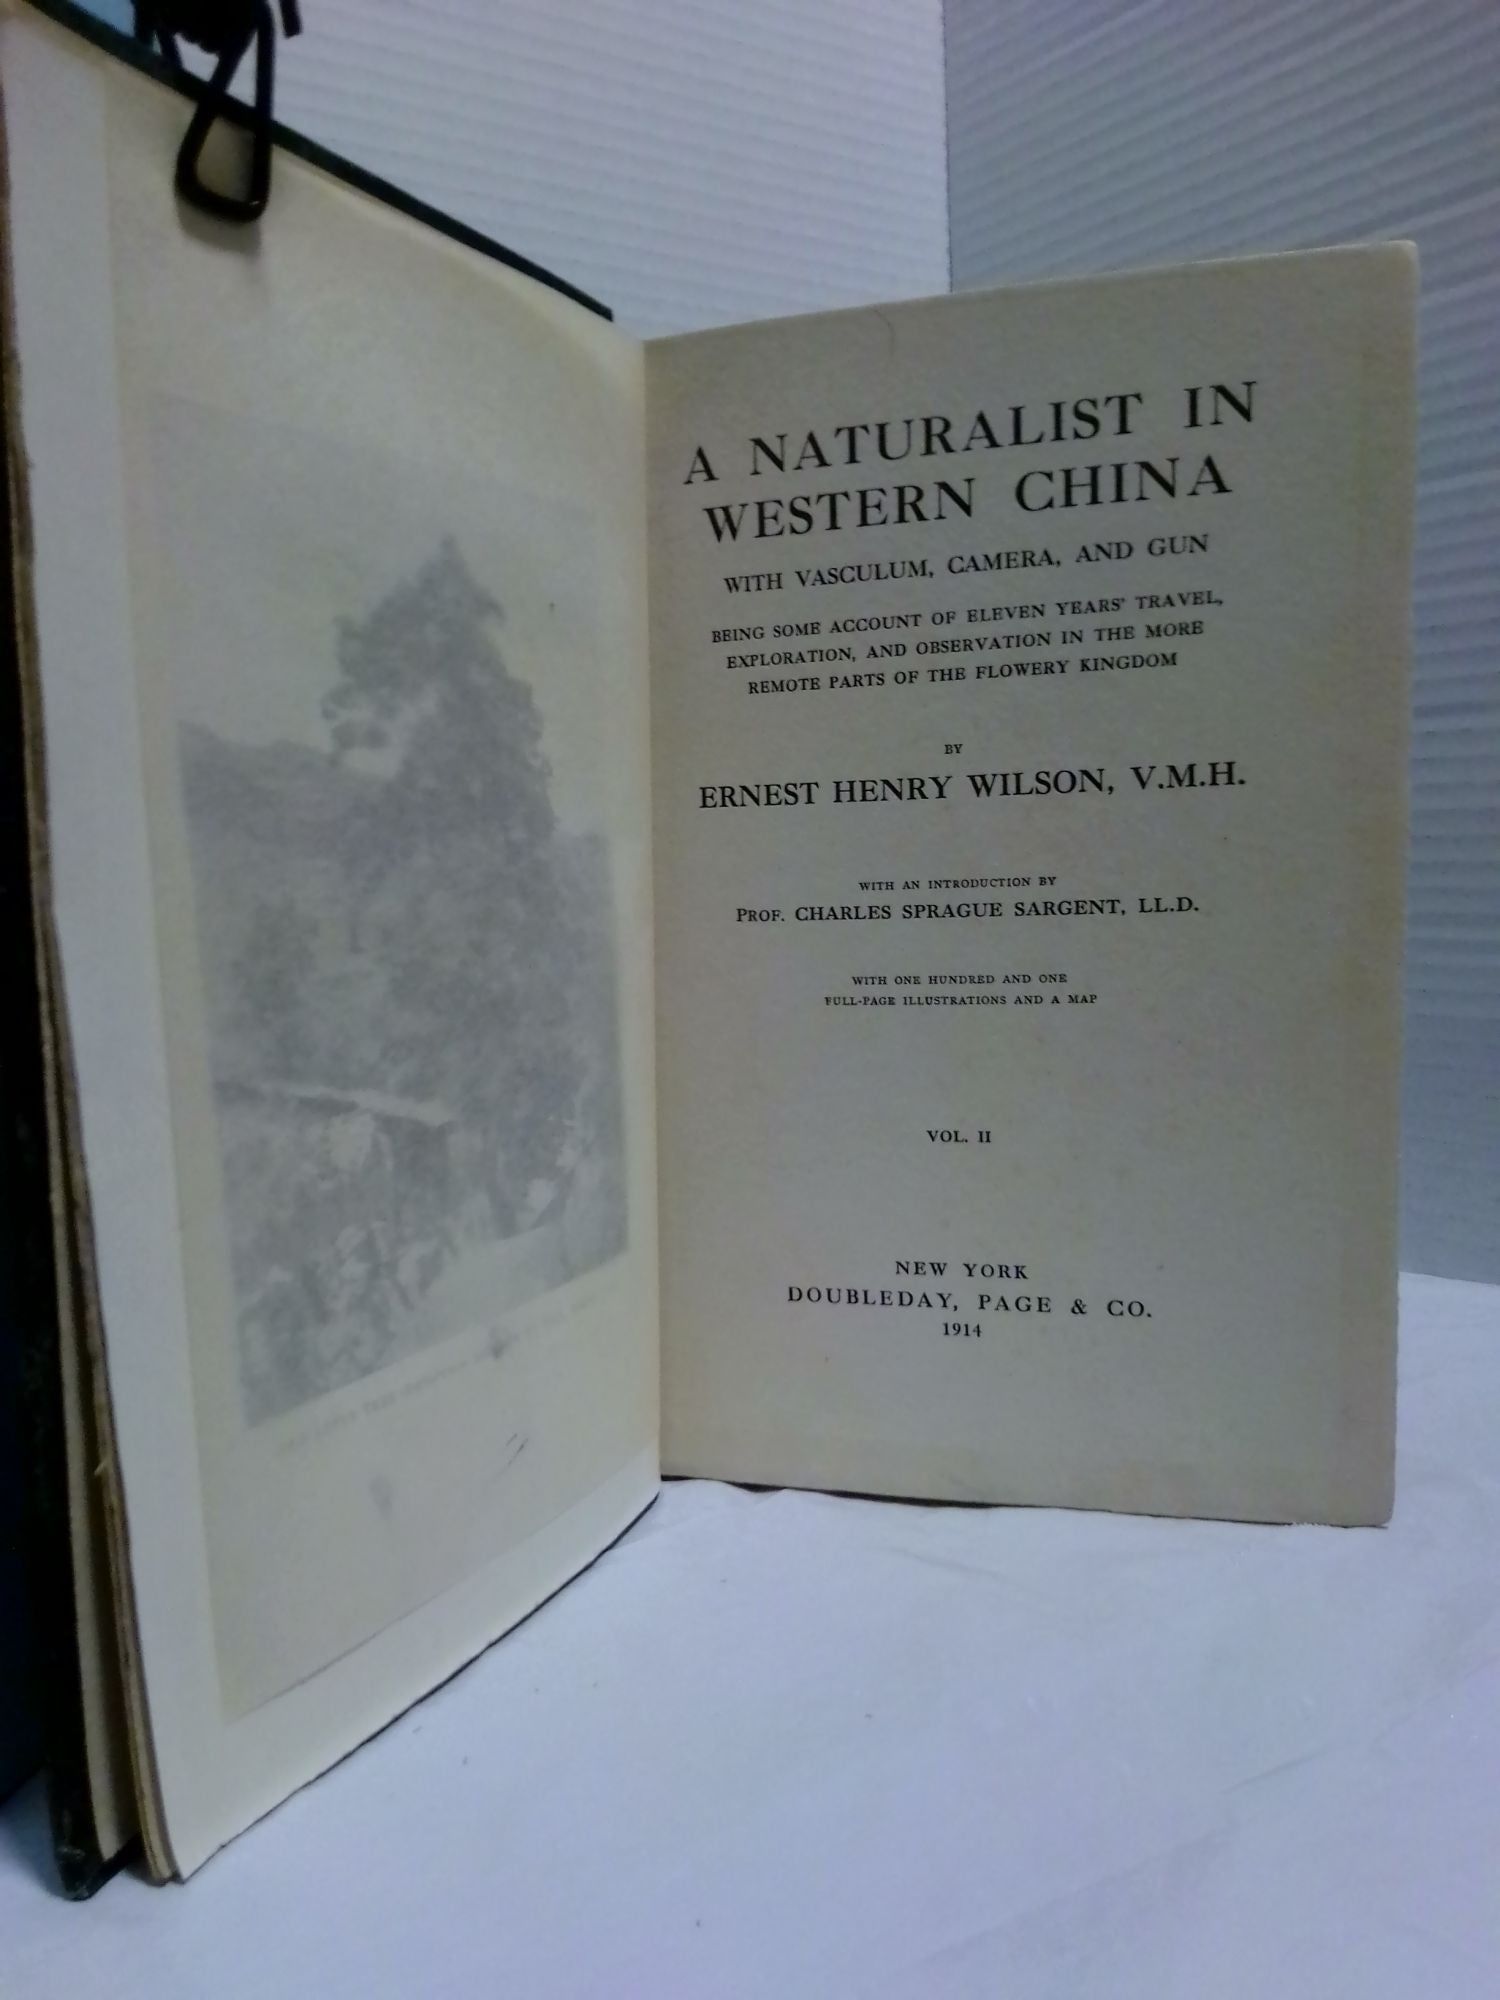 A NATURALIST IN
WESTERN CHINA
WITH VASCULUM, CAMERA, AND GUN
BEING SOME ACCOUNT OF ELEVEN YEARS' TRAVEL,
EXPLORATION, AND OBSERVATION IN THE MORE
REMOTE PARTS OF THE FLOWERY KINGDOM
BY
ERNEST HENRY WILSON, V.M.H.
WITH AN INTRODUCTION BY
PROF. CHARLES SPRAGUE SARGENT, LL.D.
WITH ONE HUNDRED AND ONE
FULL-PAGE ILLUSTRATIONS AND A MAP
VOL. II
NEW YORK
DOUBLEDAY, PAGE & CO.
1914